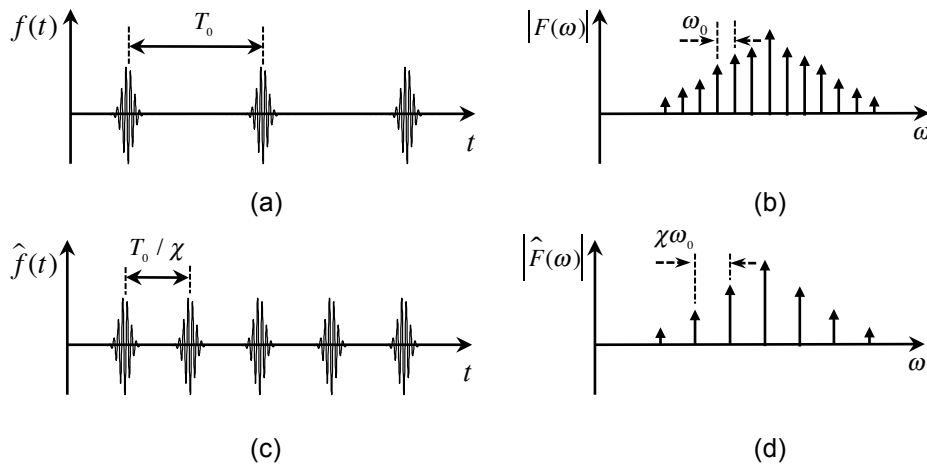 f(t)
T₀
t
(a)
|F(ω)|
ω₀
ω
(b)
f̂(t)
T₀ / χ
t
(c)
|F̂(ω)|
χω₀
ω
(d)